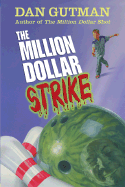 DAN GUTMAN
Author of The Million Dollar Shot
THE
MILLION
DOLLAR
STRIKE